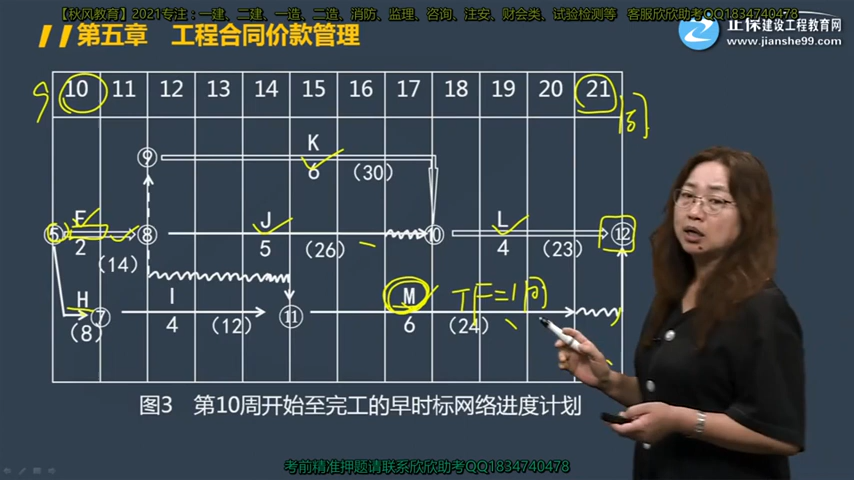 【秋风教育】2021专注：一建、二建、一造、二造、消防、监理、咨询、注安、财会类、试验检测等 客服欣欣助考QQ1834740478
第五章 工程合同价款管理
正保建设工程教育网
www.jianshe99.com
9 10 11 12 13 14 15 16 17 18 19 20 21 周
⑨ K
6 （30）
⑧ J ⑩ L ⑫
2 5 （26） 4 （23）
（14）
H I M TF=1周
⑦ ⑪
（8） 4 （12） 6 （24）
图3 第10周开始至完工的早时标网络进度计划
考前精准押题请联系欣欣助考QQ1834740478